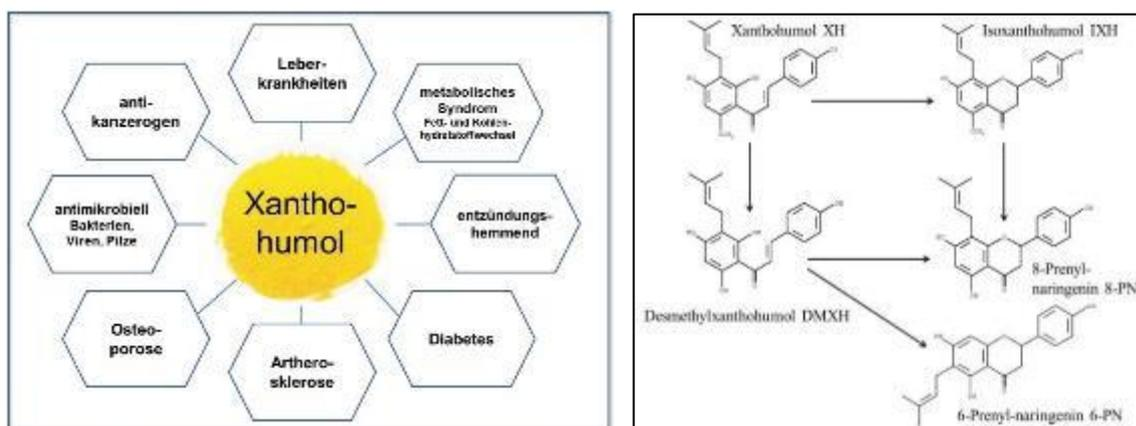 Leber-
krankheiten
metabolisches
Syndrom
Fett- und Kohlen-
hydratstoffwechsel
entzündungs-
hemmend
Diabetes
Arthero-
sklerose
Osteo-
porose
antimikrobiell
Bakterien,
Viren, Pilze
anti-
kanzerogen
Xantho-
humol
Xanthohumol XH
Isoxanthohumol IXH
Desmethylxanthohumol DMXH
8-Prenyl-
naringenin
8-PN
6-Prenyl-naringenin 6-PN